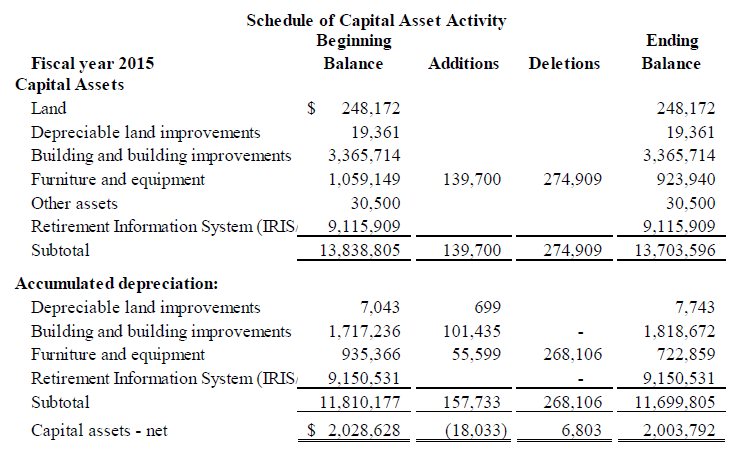 Schedule of Capital Asset Activity
Beginning Ending
Fiscal year 2015 Balance Additions Deletions Balance
Capital Assets
Land $ 248,172 248,172
Depreciable land improvements 19,361 19,361
Building and building improvements 3,365,714 3,365,714
Furniture and equipment 1,059,149 139,700 274,909 923,940
Other assets 30,500 30,500
Retirement Information System (IRIS/ 9,115,909 9,115,909
Subtotal 13,838,805 139,700 274,909 13,703,596
Accumulated depreciation:
Depreciable land improvements 7,043 699 7,743
Building and building improvements 1,717,236 101,435 - 1,818,672
Furniture and equipment 935,366 55,599 268,106 722,859
Retirement Information System (IRIS/ 9,150,531 - 9,150,531
Subtotal 11,810,177 157,733 268,106 11,699,805
Capital assets - net $ 2,028,628 (18,033) 6,803 2,003,792